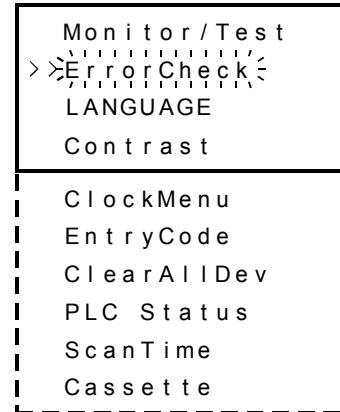 Monitor/Test
>>ErrorCheck
LANGUAGE
Contrast
ClockMenu
EntryCode
ClearAllDev
PLC Status
ScanTime
Cassette